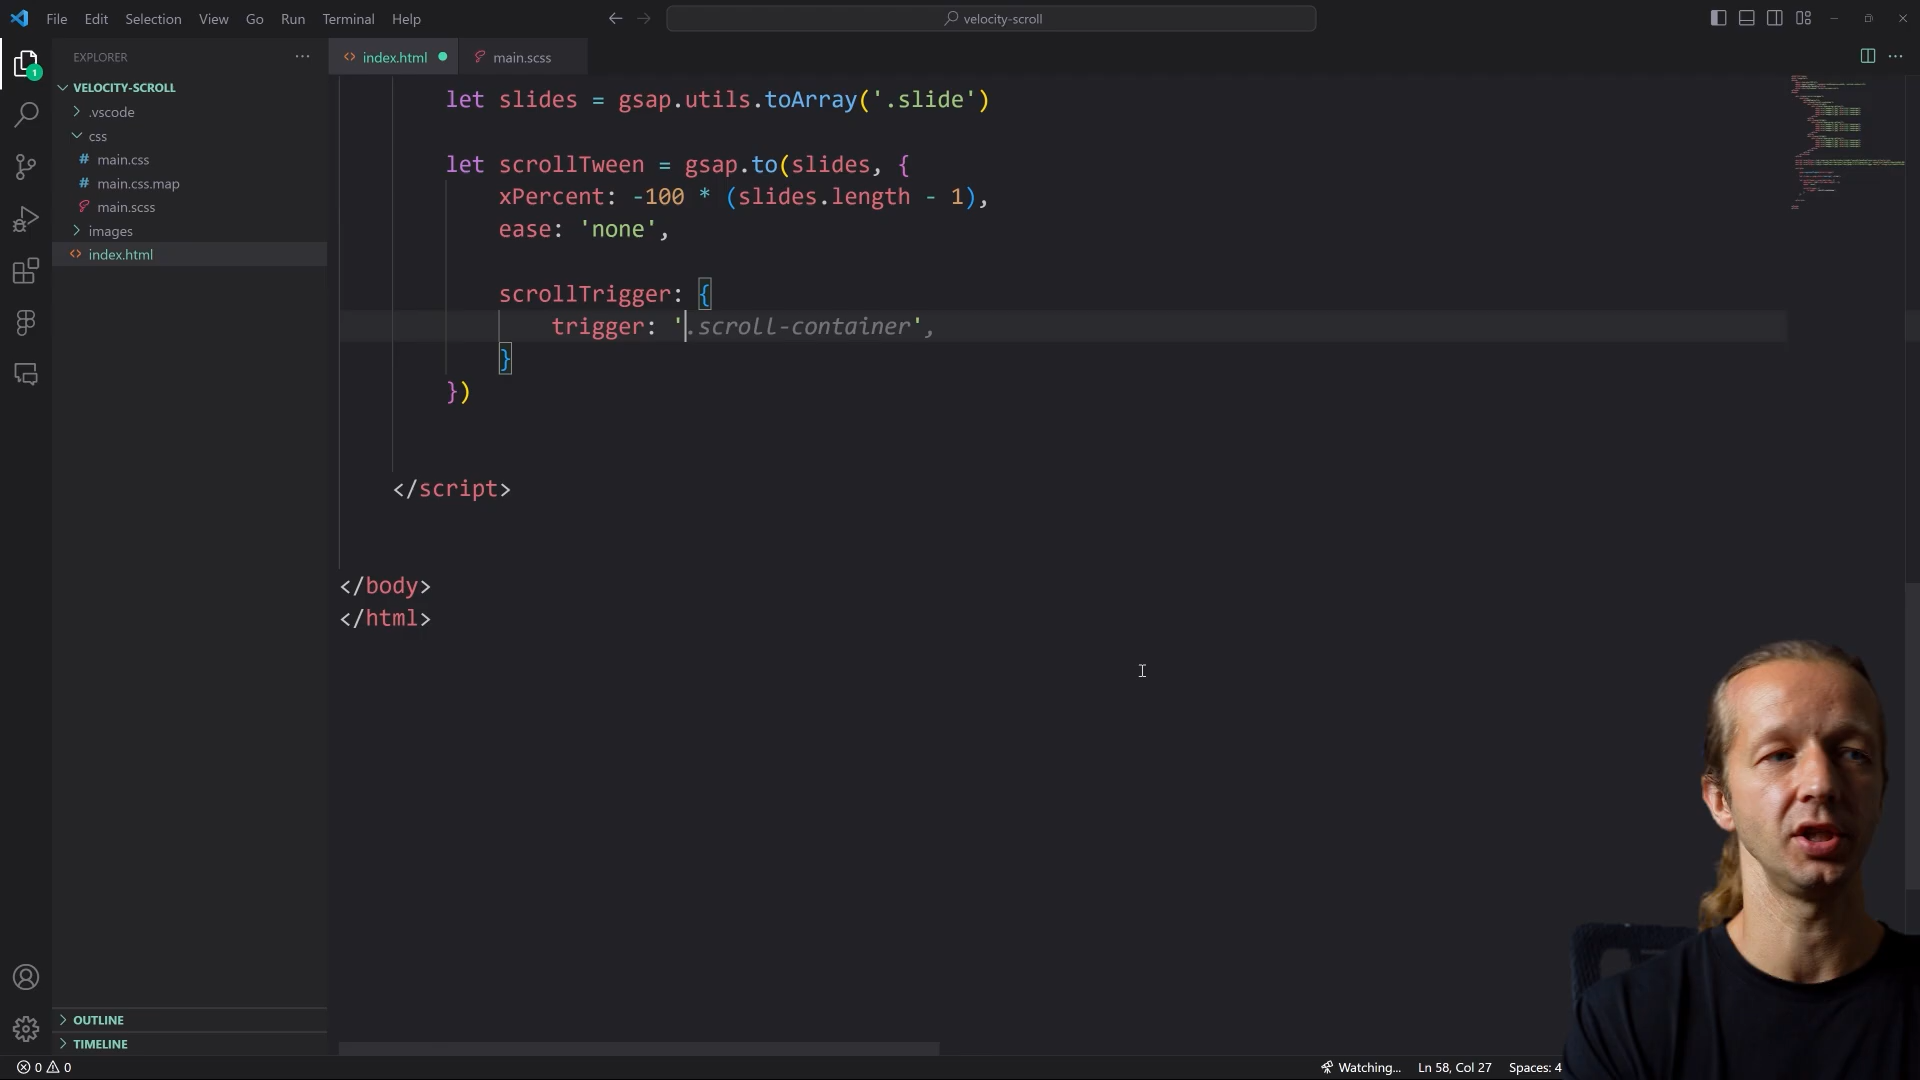 File Edit Selection View Go Run Terminal Help
velocity-scroll
EXPLORER
VELOCITY-SCROLL
.vscode
css
main.css
main.css.map
main.scss
images
index.html
index.html
main.scss
let slides = gsap.utils.toArray('.slide')
let scrollTween = gsap.to(slides, {
xPercent: -100 * (slides.length - 1),
ease: 'none',
scrollTrigger: {
trigger: '.scroll-container',
}
})
</script>
</body>
</html>
1
OUTLINE
TIMELINE
0 0
Watching... Ln 58, Col 27 Spaces: 4